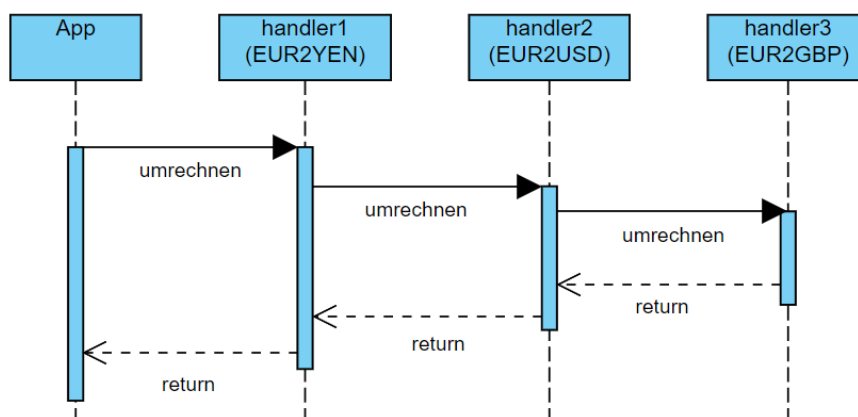 App
handler1
(EUR2YEN)
handler2
(EUR2USD)
handler3
(EUR2GBP)
umrechnen
umrechnen
umrechnen
return
return
return